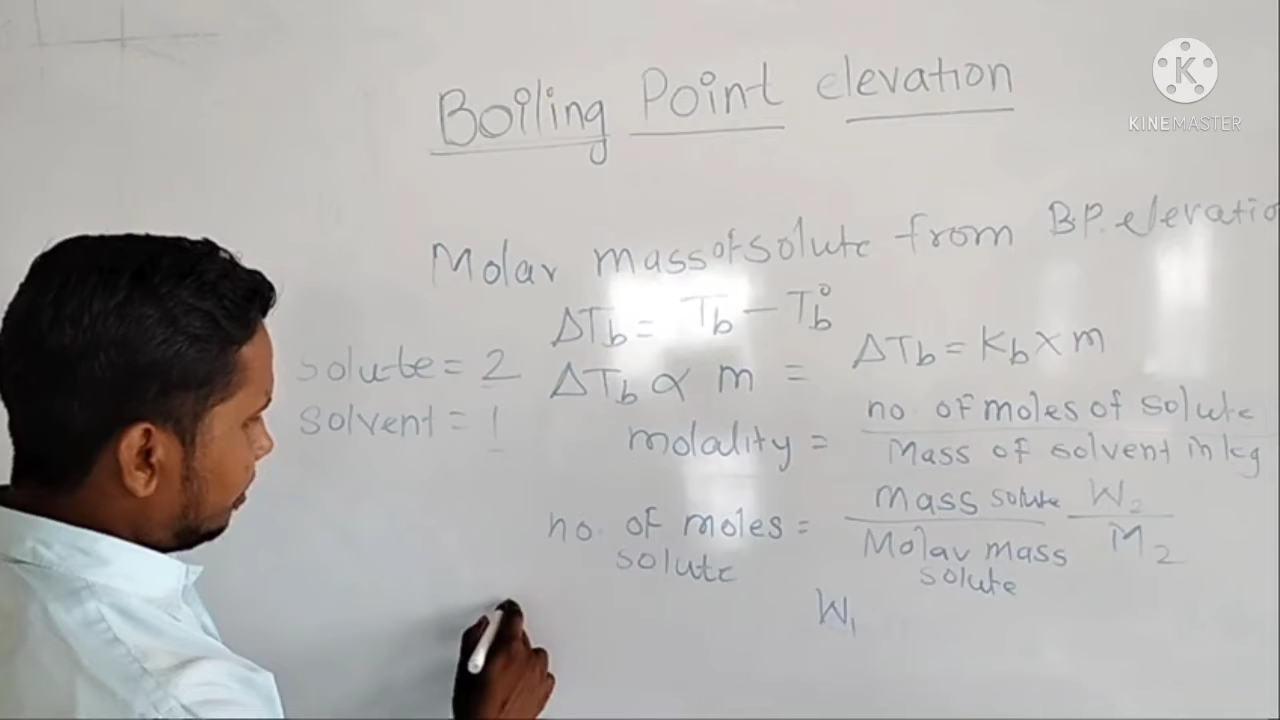 Boiling Point elevation
K
KINEMASTER
Molar mass of solute from B.P. elevatio
ΔTb = Tb − Tb°
ΔTb ∝ m = ΔTb = Kb × m
solute = 2
solvent = 1
molality = no. of moles of solute / Mass of solvent in kg
no. of moles solute = Mass solute / Molar mass solute W₂ / M₂
W₁